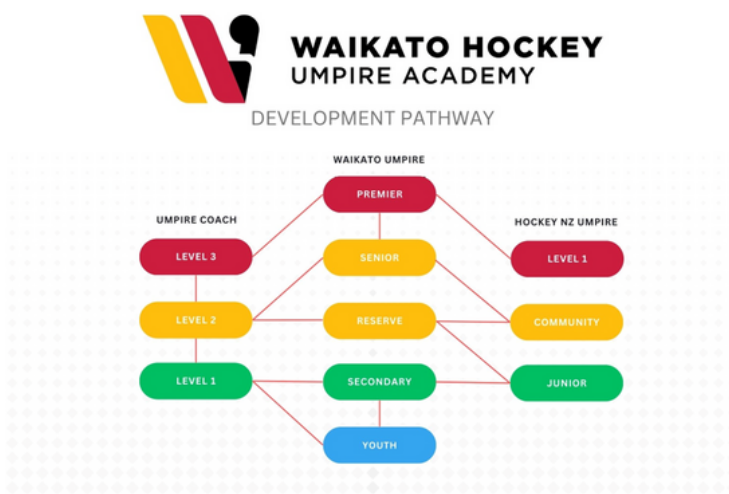 WAIKATO HOCKEY
UMPIRE ACADEMY
DEVELOPMENT PATHWAY
WAIKATO UMPIRE
PREMIER
UMPIRE COACH
HOCKEY NZ UMPIRE
LEVEL 3
SENIOR
LEVEL 1
LEVEL 2
RESERVE
COMMUNITY
LEVEL 1
SECONDARY
JUNIOR
YOUTH